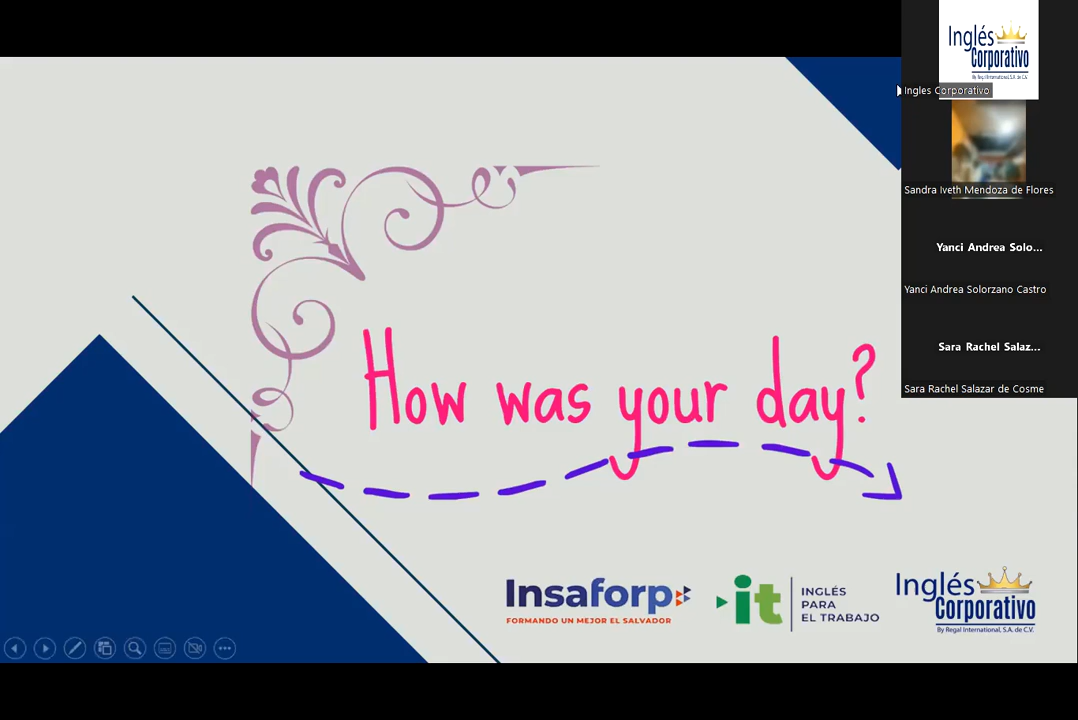 How was your day?
Insaforp
FORMANDO UN MEJOR EL SALVADOR
it
INGLÉS
PARA
EL TRABAJO
Inglés
Corporativo
By Regal International, S.A. de C.V.
Inglés
Corporativo
By Regal International, S.A. de C.V.
Ingles Corporativo
Sandra Iveth Mendoza de Flores
Yanci Andrea Solo...
Yanci Andrea Solorzano Castro
Sara Rachel Salaz...
Sara Rachel Salazar de Cosme